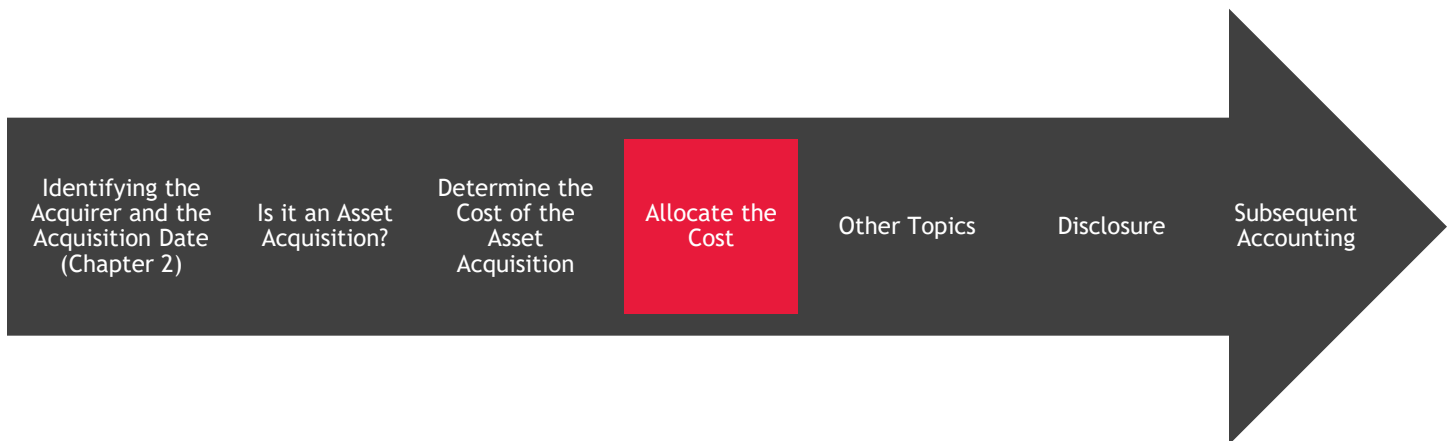 Identifying the
Acquirer and the
Acquisition Date
(Chapter 2)
Is it an Asset
Acquisition?
Determine the
Cost of the
Asset
Acquisition
Allocate the
Cost
Other Topics
Disclosure
Subsequent
Accounting